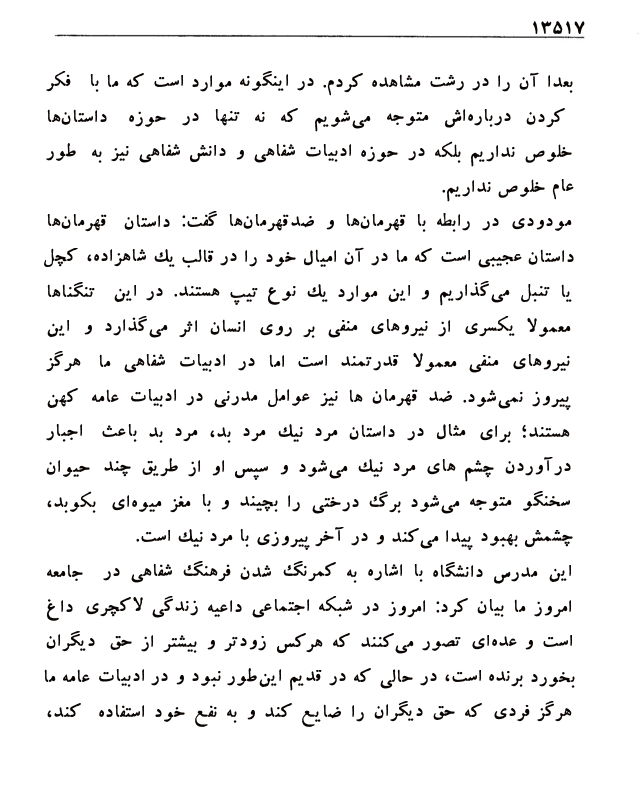 ۱۳۵۱۷
بعدا آن را در رشت مشاهده کردم. در اینگونه موارد است که ما با فکر
کردن درباره‌اش متوجه می‌شویم که نه تنها در حوزه داستان‌ها
خلوص نداریم بلکه در حوزه ادبیات شفاهی و دانش شفاهی نیز به طور
عام خلوص نداریم.
مودودی در رابطه با قهرمان‌ها و ضدقهرمان‌ها گفت: داستان قهرمان‌ها
داستان عجیبی است که ما در آن امیال خود را در قالب یك شاهزاده، کچل
یا تنبل می‌گذاریم و این موارد یك نوع تیپ هستند. در این تنگناها
معمولا یکسری از نیروهای منفی بر روی انسان اثر می‌گذارد و این
نیروهای منفی معمولا قدرتمند است اما در ادبیات شفاهی ما هرگز
پیروز نمی‌شود. ضد قهرمان ها نیز عوامل مدرنی در ادبیات عامه کهن
هستند؛ برای مثال در داستان مرد نیك مرد بد، مرد بد باعث اجبار
درآوردن چشم های مرد نیك می‌شود و سپس او از طریق چند حیوان
سخنگو متوجه می‌شود برگ درختی را بچیند و با مغز میوه‌ای بکوبد،
چشمش بهبود پیدا می‌کند و در آخر پیروزی با مرد نیك است.
این مدرس دانشگاه با اشاره به کمرنگ شدن فرهنگ شفاهی در جامعه
امروز ما بیان کرد: امروز در شبکه اجتماعی داعیه زندگی لاکچری داغ
است و عده‌ای تصور می‌کنند که هرکس زودتر و بیشتر از حق دیگران
بخورد برنده است، در حالی که در قدیم این‌طور نبود و در ادبیات عامه ما
هرگز فردی که حق دیگران را ضایع کند و به نفع خود استفاده کند،